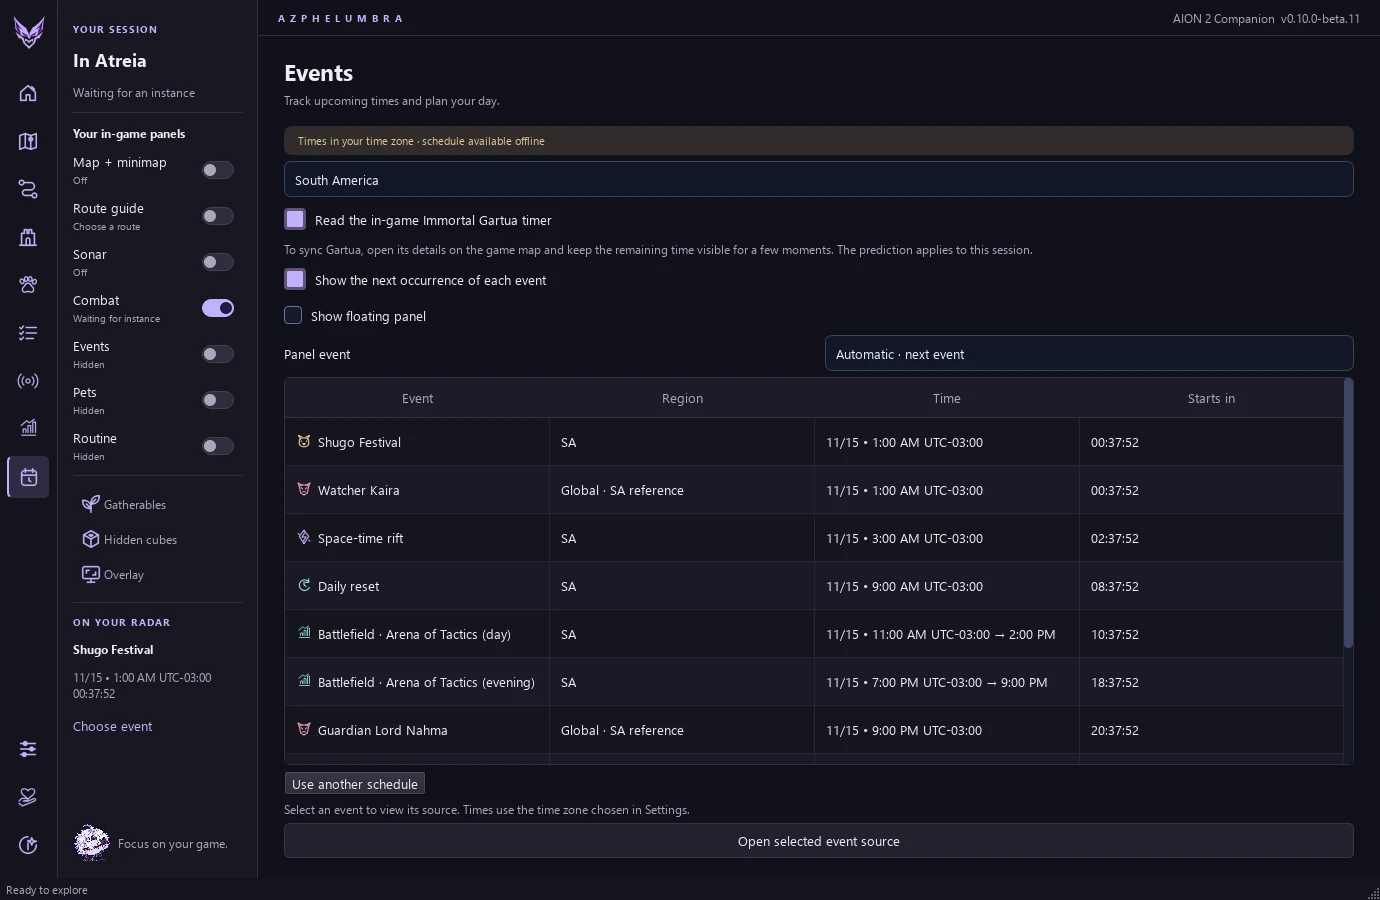 AZPHELUMBRA
AION 2 Companion v0.10.0-beta.11
YOUR SESSION
In Atreia
Waiting for an instance
Your in-game panels
Map + minimap
Off
Route guide
Choose a route
Sonar
Off
Combat
Waiting for instance
Events
Hidden
Pets
Hidden
Routine
Hidden
Gatherables
Hidden cubes
Overlay
ON YOUR RADAR
Shugo Festival
11/15 • 1:00 AM UTC-03:00
00:37:52
Choose event
Focus on your game.
Events
Track upcoming times and plan your day.
Times in your time zone · schedule available offline
South America
Read the in-game Immortal Gartua timer
To sync Gartua, open its details on the game map and keep the remaining time visible for a few moments. The prediction applies to this session.
Show the next occurrence of each event
Show floating panel
Panel event
Automatic · next event
Event Region Time Starts in
Shugo Festival SA 11/15 • 1:00 AM UTC-03:00 00:37:52
Watcher Kaira Global · SA reference 11/15 • 1:00 AM UTC-03:00 00:37:52
Space-time rift SA 11/15 • 3:00 AM UTC-03:00 02:37:52
Daily reset SA 11/15 • 9:00 AM UTC-03:00 08:37:52
Battlefield · Arena of Tactics (day) SA 11/15 • 11:00 AM UTC-03:00 → 2:00 PM 10:37:52
Battlefield · Arena of Tactics (evening) SA 11/15 • 7:00 PM UTC-03:00 → 9:00 PM 18:37:52
Guardian Lord Nahma Global · SA reference 11/15 • 9:00 PM UTC-03:00 20:37:52
Use another schedule
Select an event to view its source. Times use the time zone chosen in Settings.
Open selected event source
Ready to explore